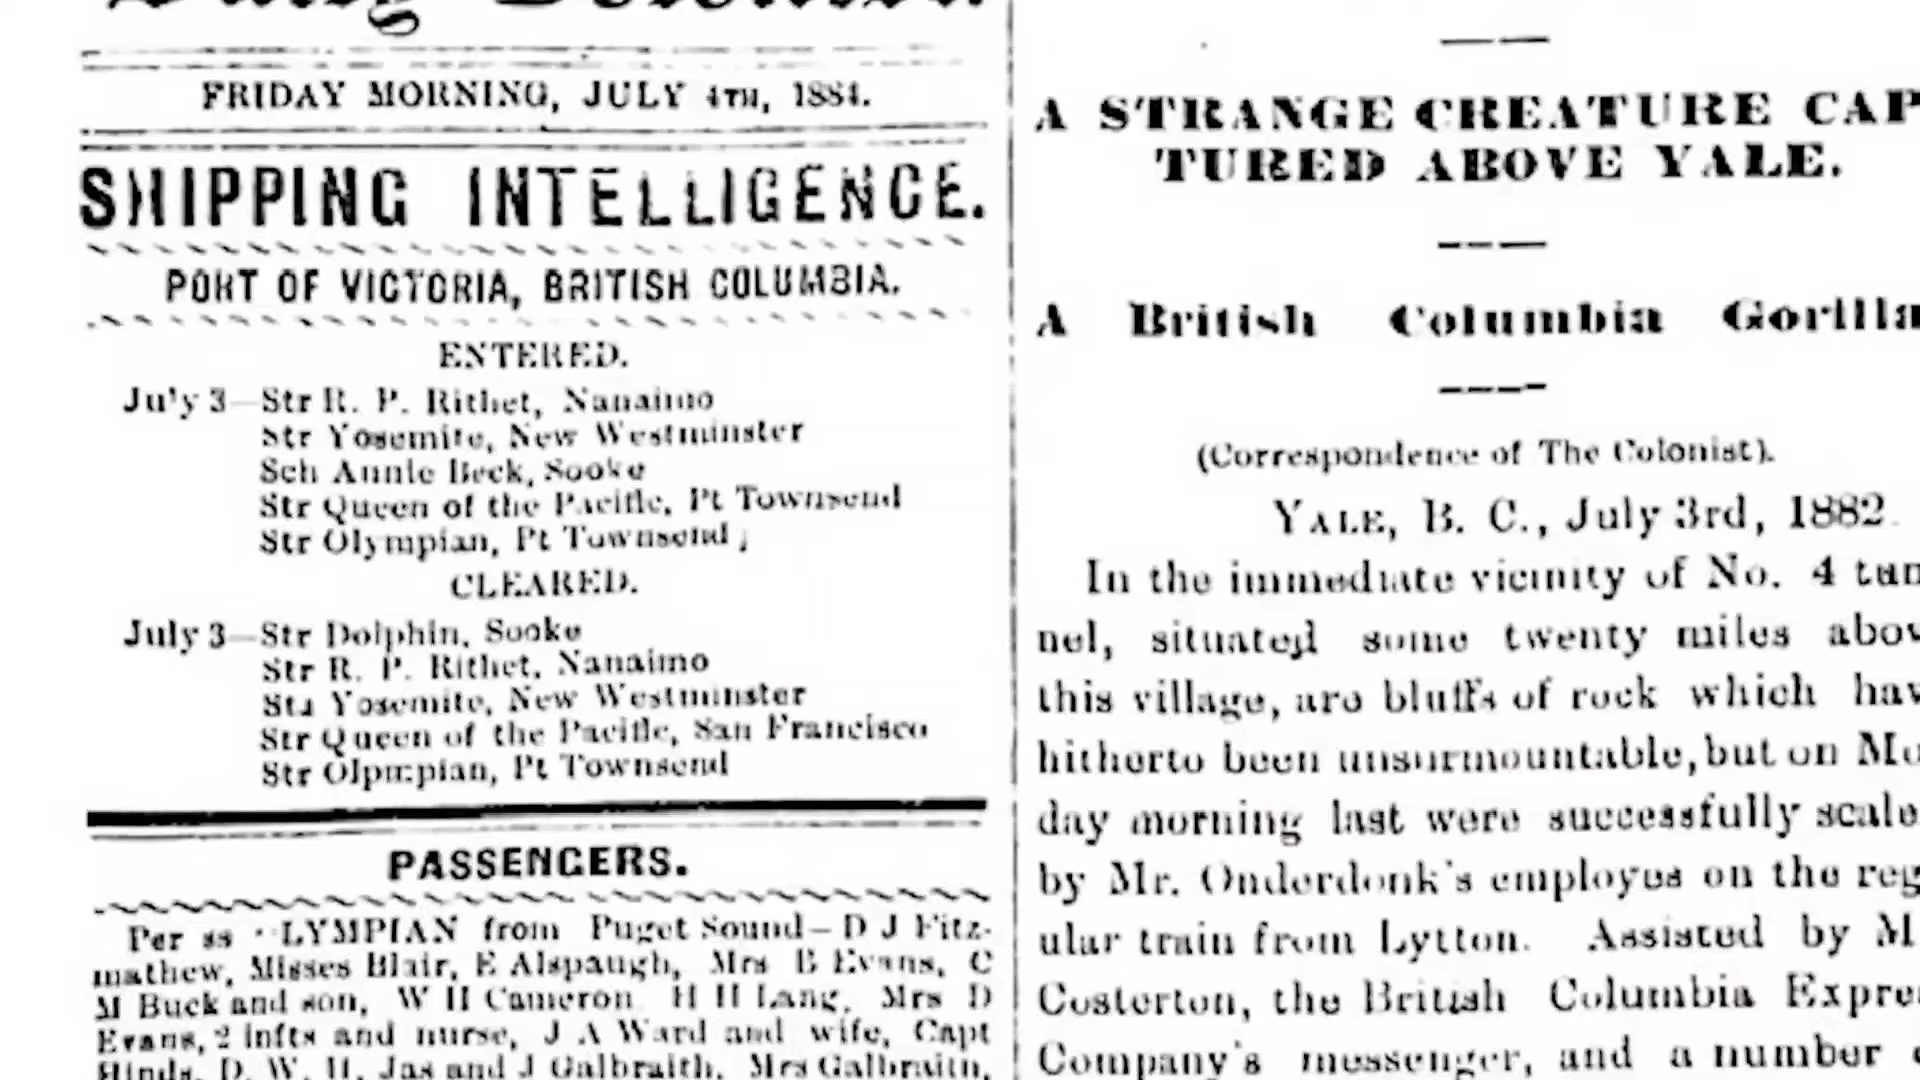 FRIDAY MORNING, JULY 4TH, 1884.
SHIPPING INTELLIGENCE.
PORT OF VICTORIA, BRITISH COLUMBIA.
ENTERED.
July 3—Str R. P. Rithet, Nanaimo
Str Yosemite, New Westminster
Sch Annie Beck, Sooke
Str Queen of the Pacific, Pt Townsend
Str Olympian, Pt Townsend
CLEARED.
July 3—Str Dolphin, Sooke
Str R. P. Rithet, Nanaimo
Str Yosemite, New Westminster
Str Queen of the Pacific, San Francisco
Str Olpmpian, Pt Townsend
PASSENGERS.
Per ss LYMPIAN from Puget Sound—D J Fitz-
mathew, Misses Blair, E Alspaugh, Mrs B Evans, C
M Buck and son, W H Cameron H H Lang, Mrs D
Evans, 2 infts and nurse, J A Ward and wife, Capt
Hinds, D. W. H, Jas and J Galbraith, Mrs Galbraith,
A STRANGE CREATURE CAP
TURED ABOVE YALE.
A British Columbia Gorilla
(Correspondence of The Colonist).
YALE, B. C., July 3rd, 1882.
In the immediate vicinity of No. 4 tun
nel, situated some twenty miles abov
this village, are bluffs of rock which hav
hitherto been unsurmountable, but on Mo
day morning last were successfully scale
by Mr. Onderdonk's employes on the reg
ular train from Lytton. Assisted by M
Costerton, the British Columbia Expre
Company's messenger, and a number